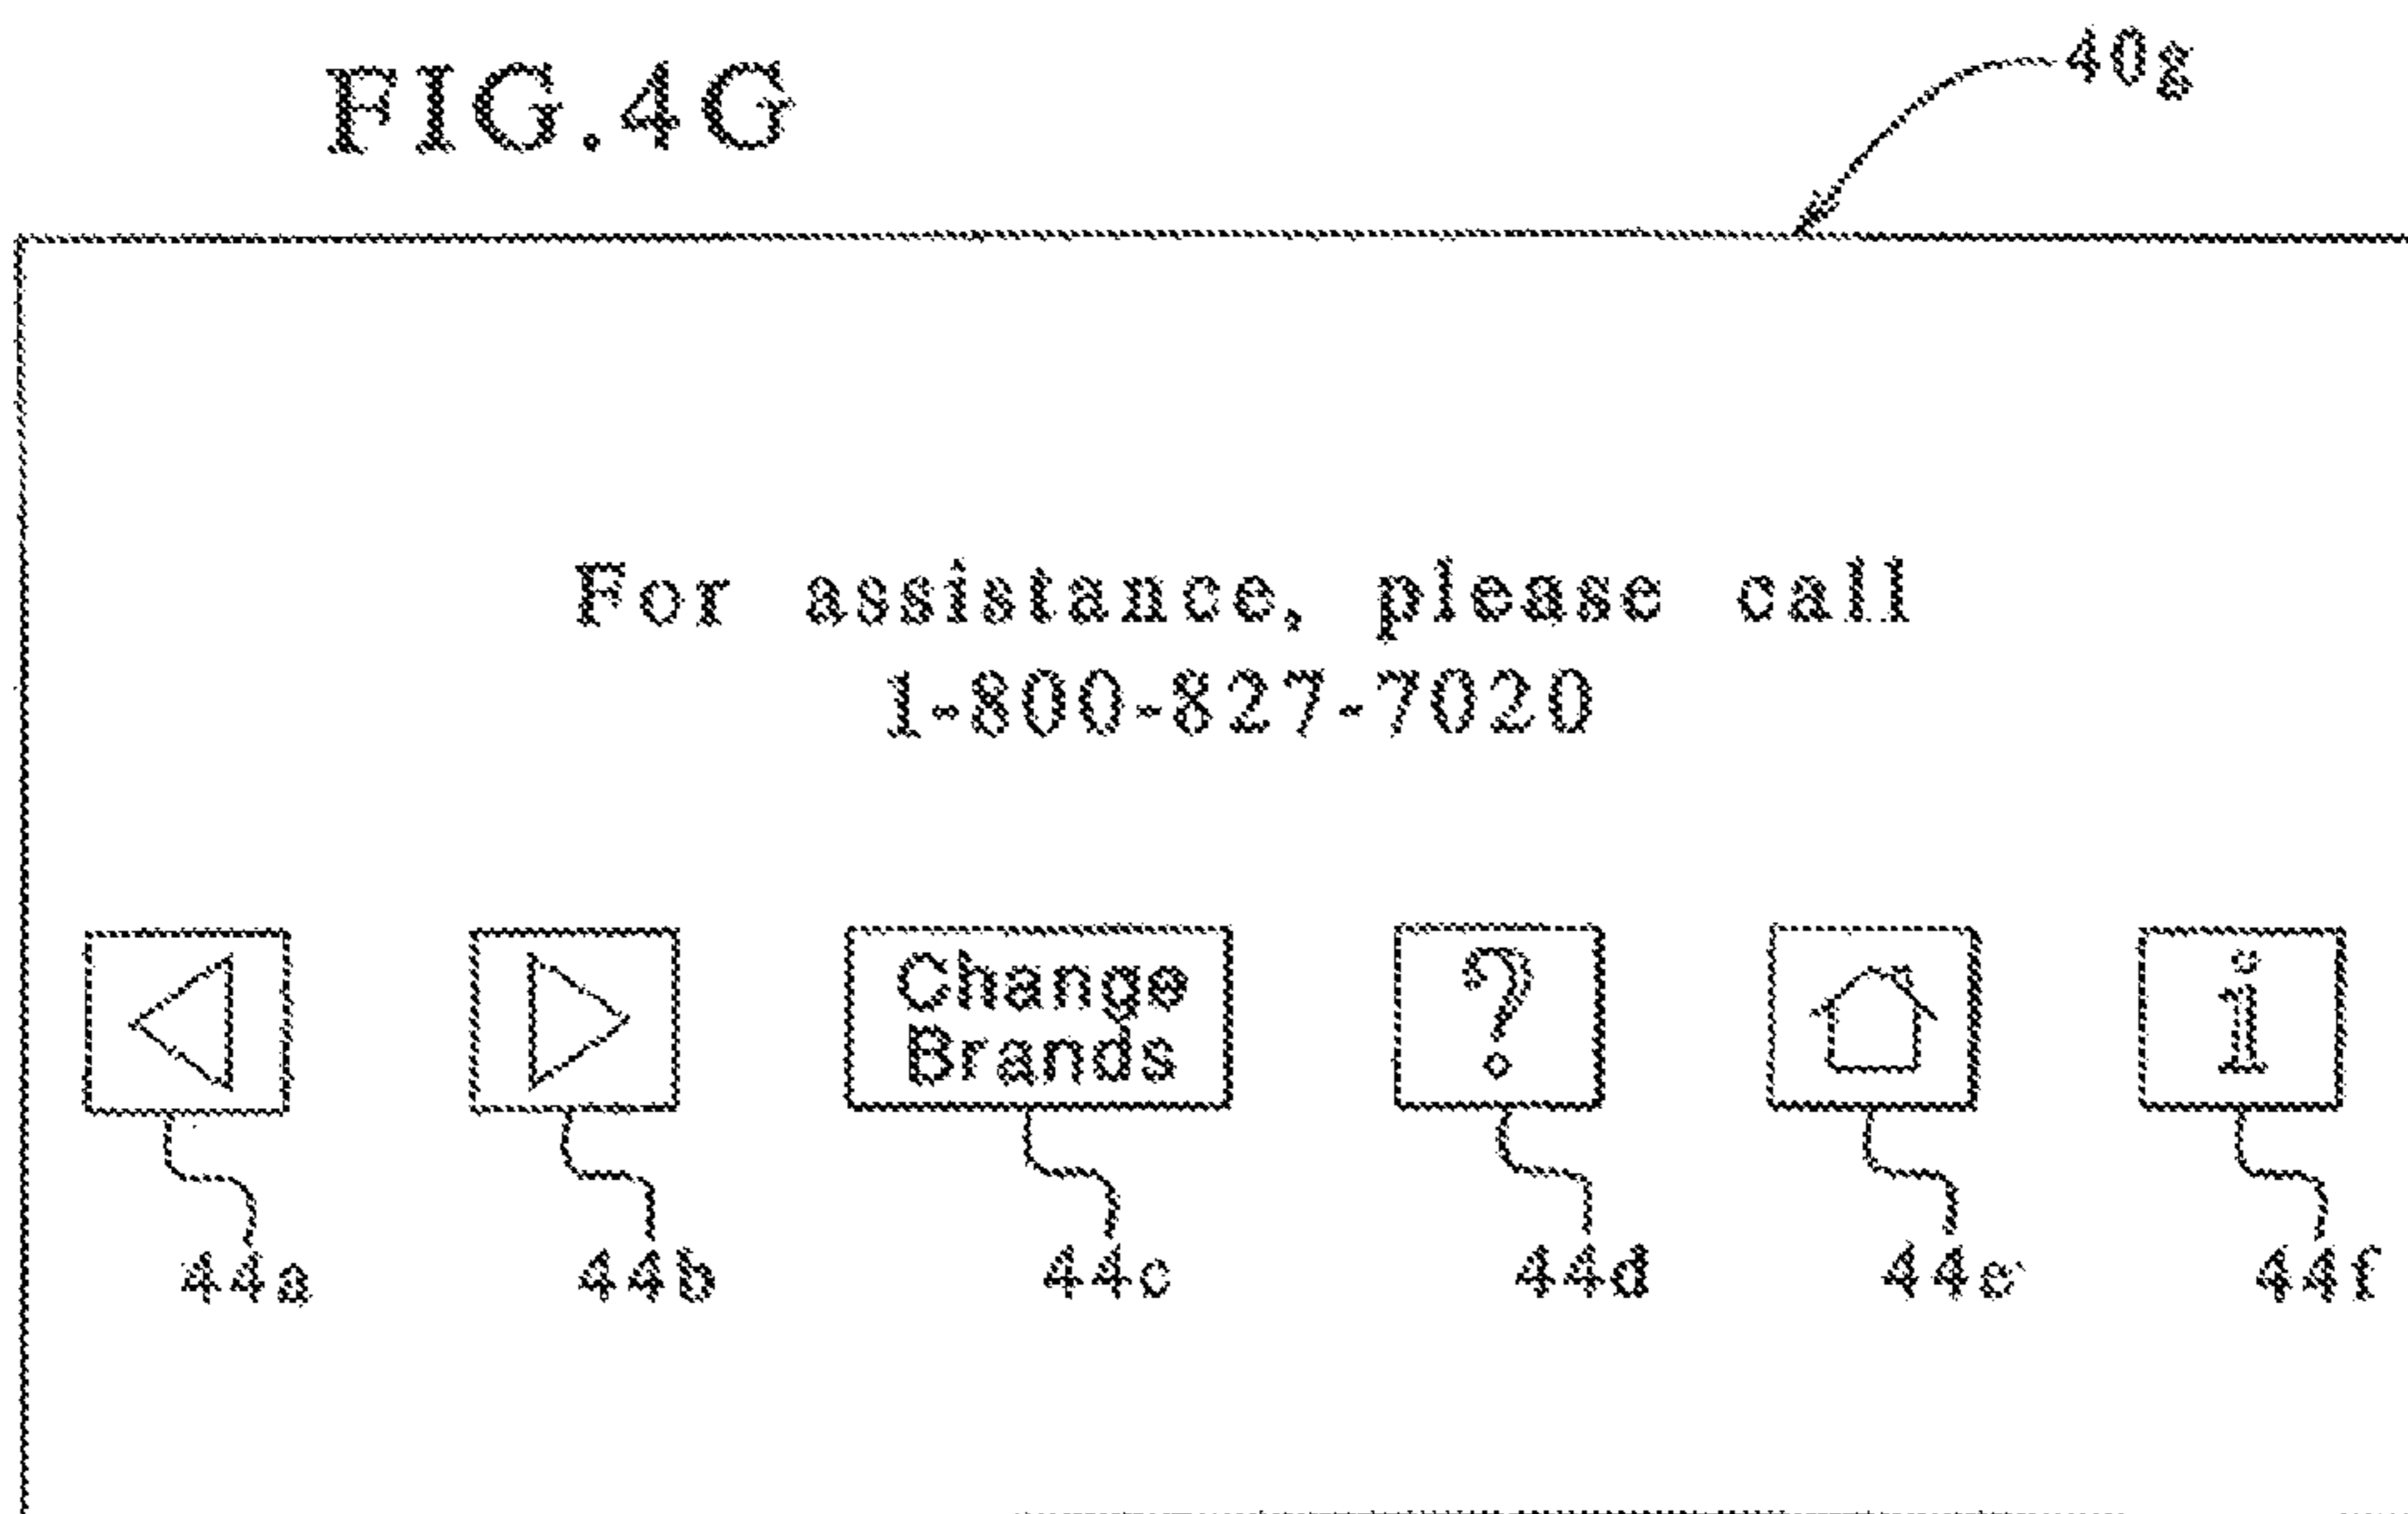 FIG.4G
40g
For assistance, please call
1-800-827-7020
Change
Brands
?
i
44a 44b 44c 44d 44e 44f